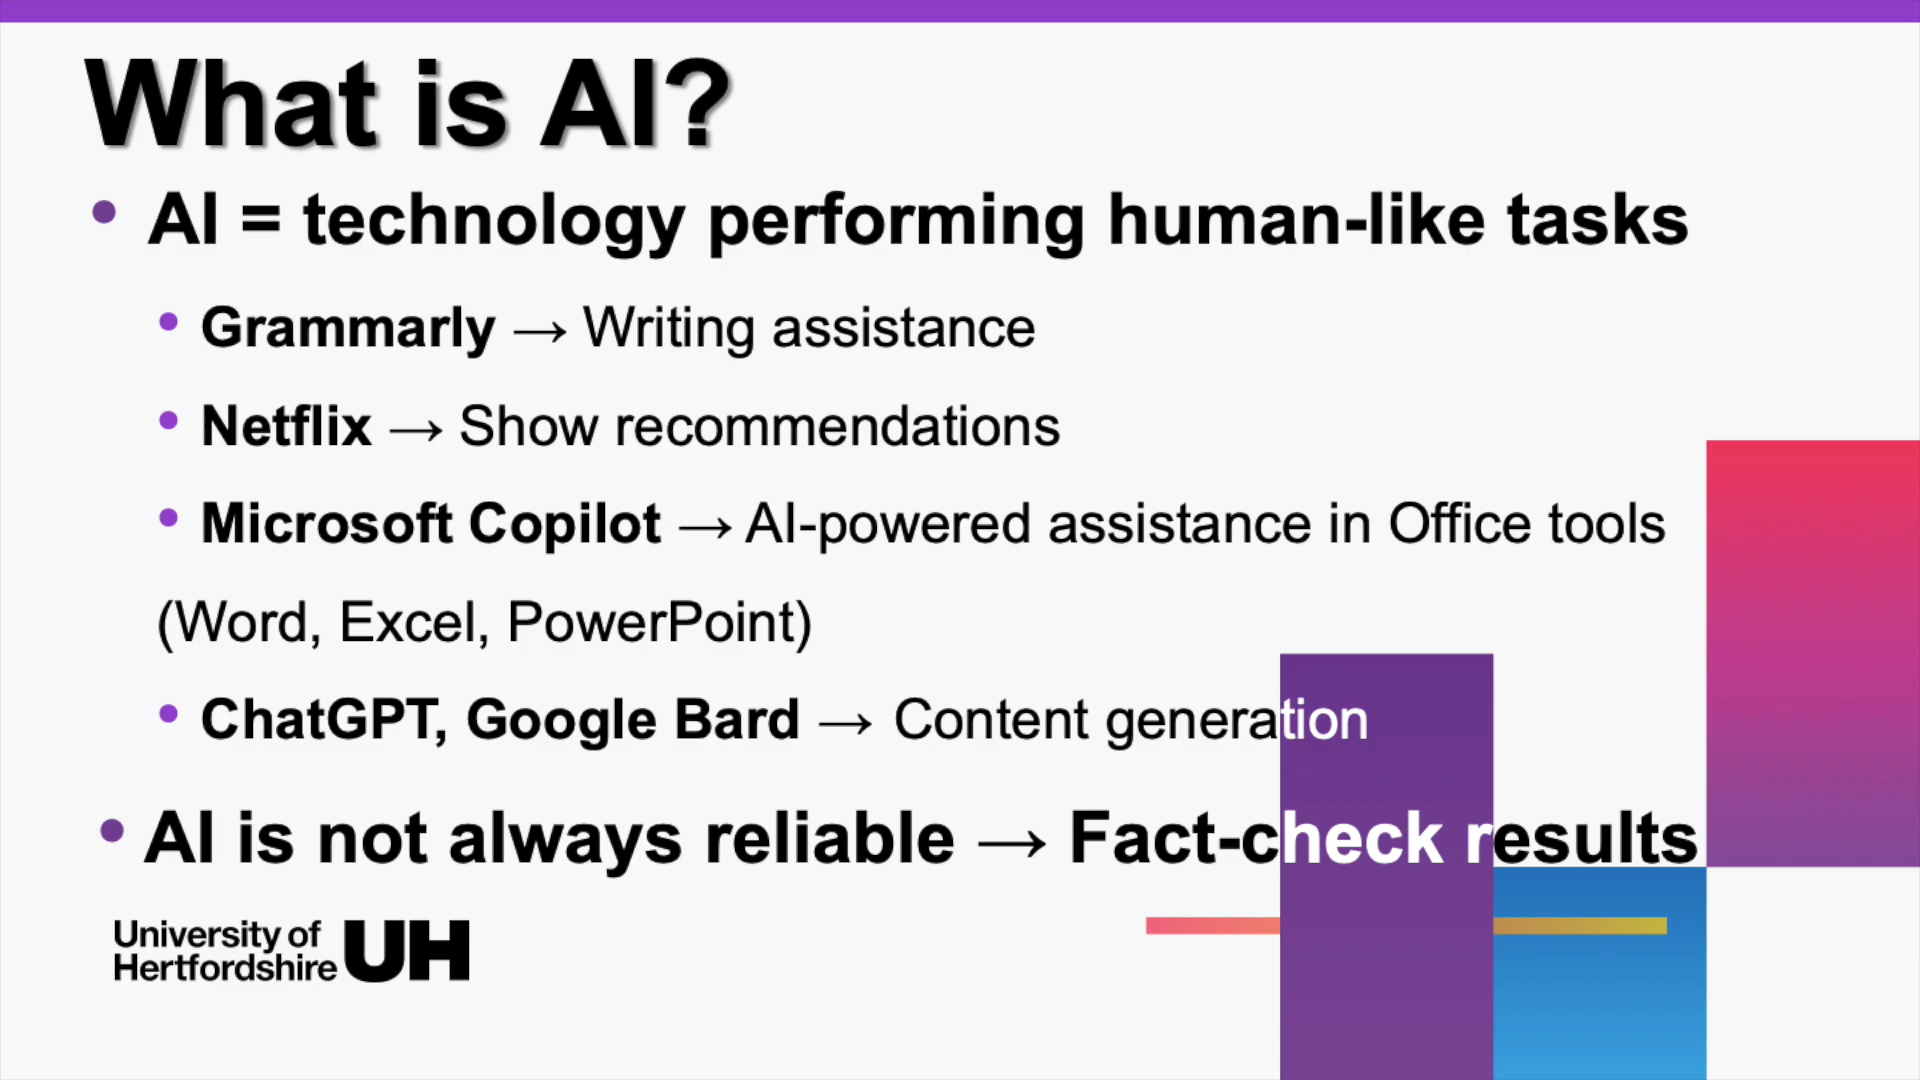 What is AI?
• AI = technology performing human-like tasks
• Grammarly → Writing assistance
• Netflix → Show recommendations
• Microsoft Copilot → AI-powered assistance in Office tools
(Word, Excel, PowerPoint)
• ChatGPT, Google Bard → Content generation
• AI is not always reliable → Fact-check results
University of
Hertfordshire UH